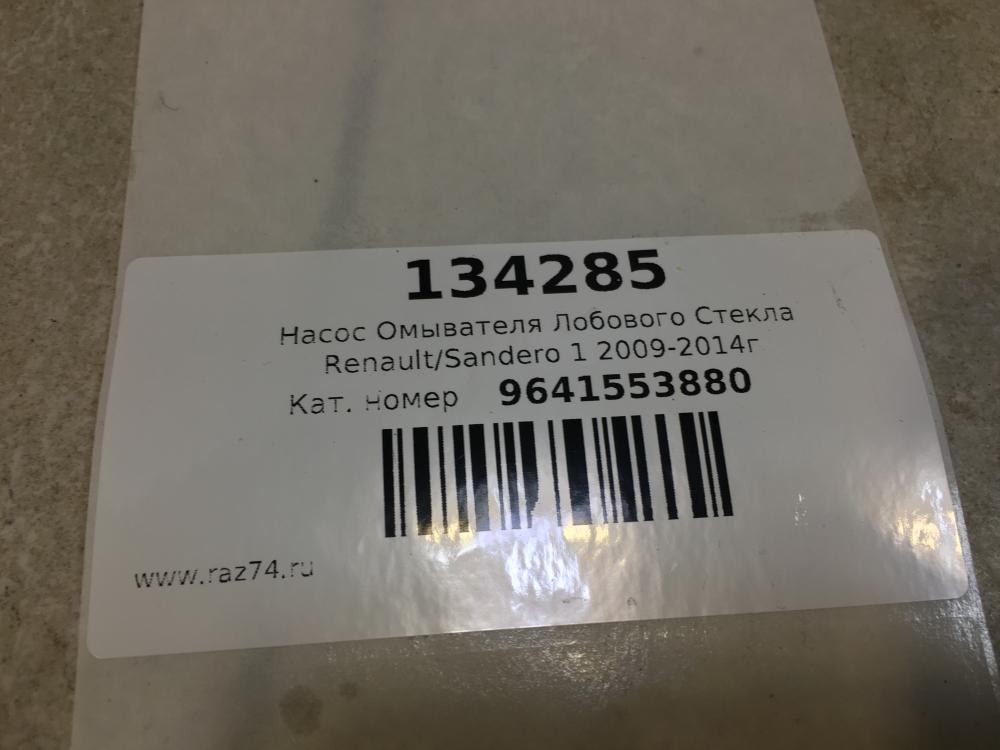 134285
Насос Омывателя Лобового Стекла
Renault/Sandero 1 2009-2014г
Кат. номер 9641553880
www.raz74.ru